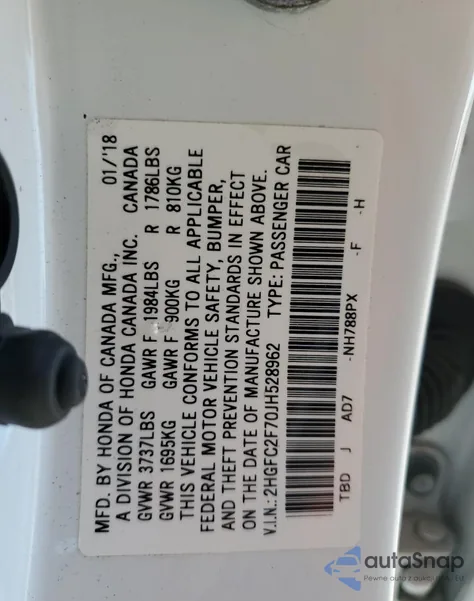 MFD. BY HONDA OF CANADA MFG., 01/'18
A DIVISION OF HONDA CANADA INC. CANADA
GVWR 3737LBS GAWR F 1984LBS R 1786LBS
GVWR 1695KG GAWR F 900KG R 810KG
THIS VEHICLE CONFORMS TO ALL APPLICABLE
FEDERAL MOTOR VEHICLE SAFETY, BUMPER,
AND THEFT PREVENTION STANDARDS IN EFFECT
ON THE DATE OF MANUFACTURE SHOWN ABOVE.
V.I.N.: 2HGFC2F70JH528962 TYPE: PASSENGER CAR
TBD J AD7 -NH788PX -F -H
autoSnap